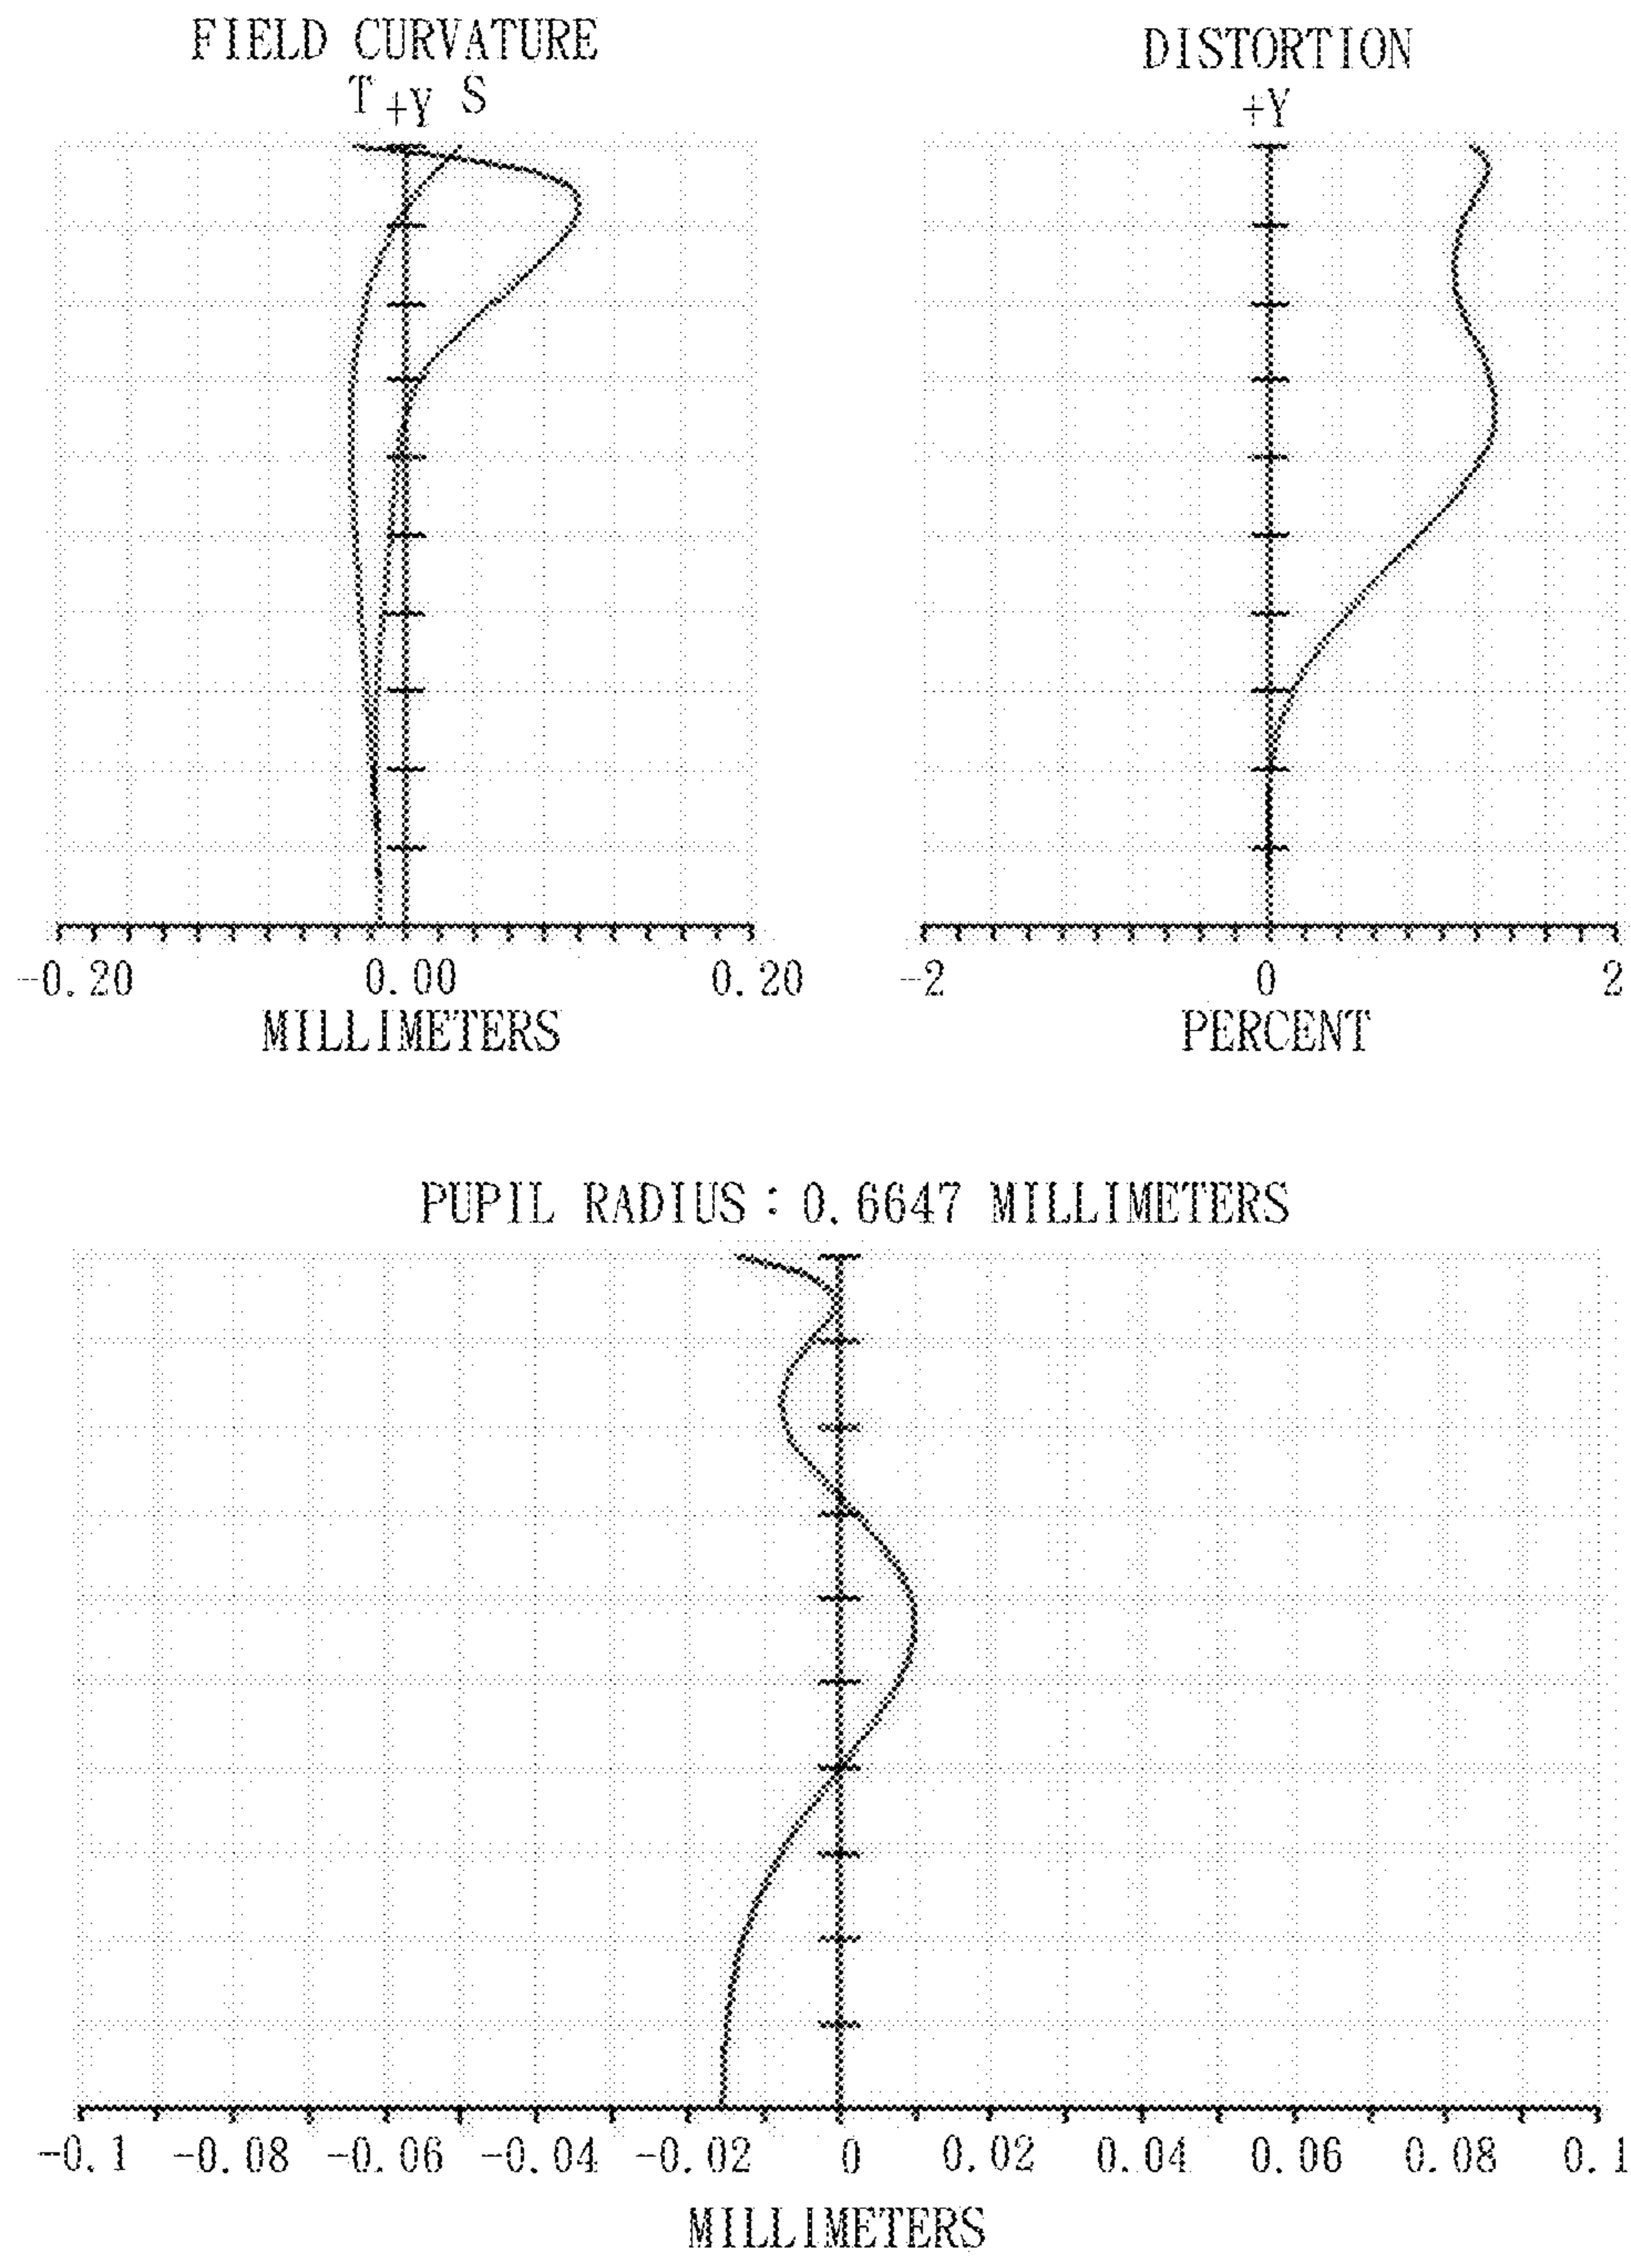 FIELD CURVATURE
T +Y S
-0.20 0.00 0.20
MILLIMETERS
DISTORTION
+Y
-2 0 2
PERCENT
PUPIL RADIUS : 0.6647 MILLIMETERS
-0.1 -0.08 -0.06 -0.04 -0.02 0 0.02 0.04 0.06 0.08 0.1
MILLIMETERS